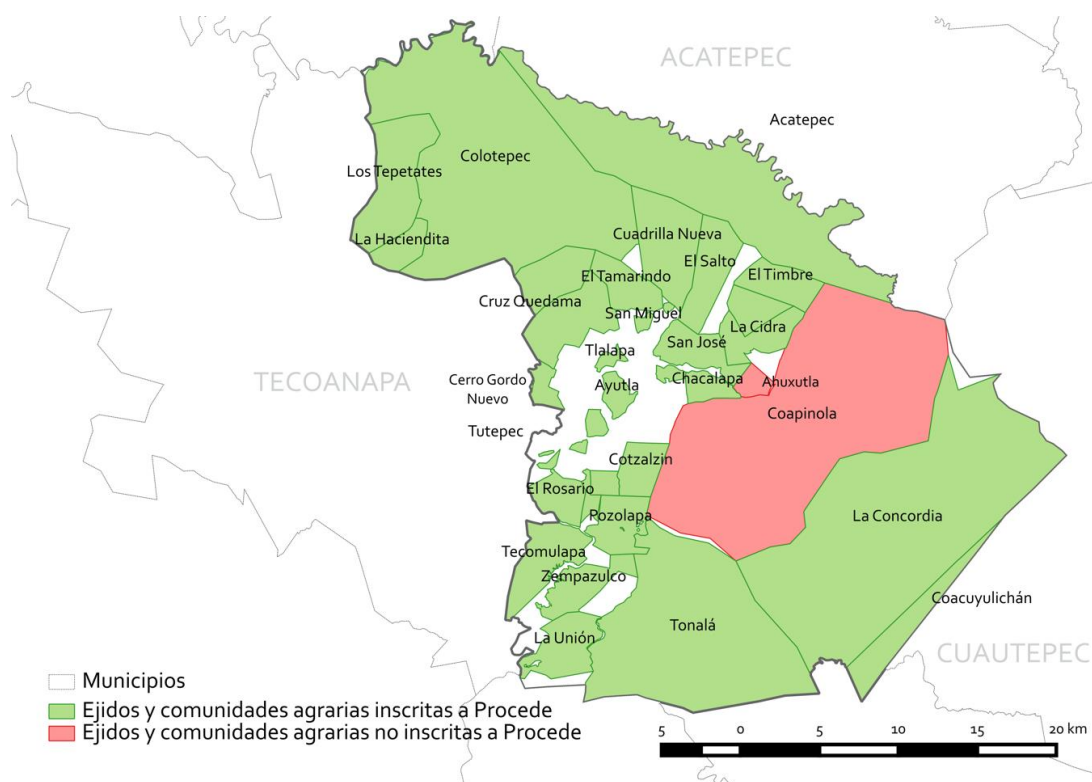 ACATEPEC
Acatepec
Colotepec
Los Tepetates
La Haciendita
Cuadrilla Nueva
El Salto
El Timbre
El Tamarindo
Cruz Quedama
San Miguel
La Cidra
San José
Tlalapa
TECOANAPA
Cerro Gordo
Nuevo
Ayutla
Chacalapa
Ahuxutla
Coapinola
Tutepec
Cotzalzin
El Rosario
Pozolapa
La Concordia
Tecomulapa
Zempazulco
Coacuyulichán
Tonalá
La Unión
CUAUTEPEC
Municipios
Ejidos y comunidades agrarias inscritas a Procede
Ejidos y comunidades agrarias no inscritas a Procede
5 0 5 10 15 20 km